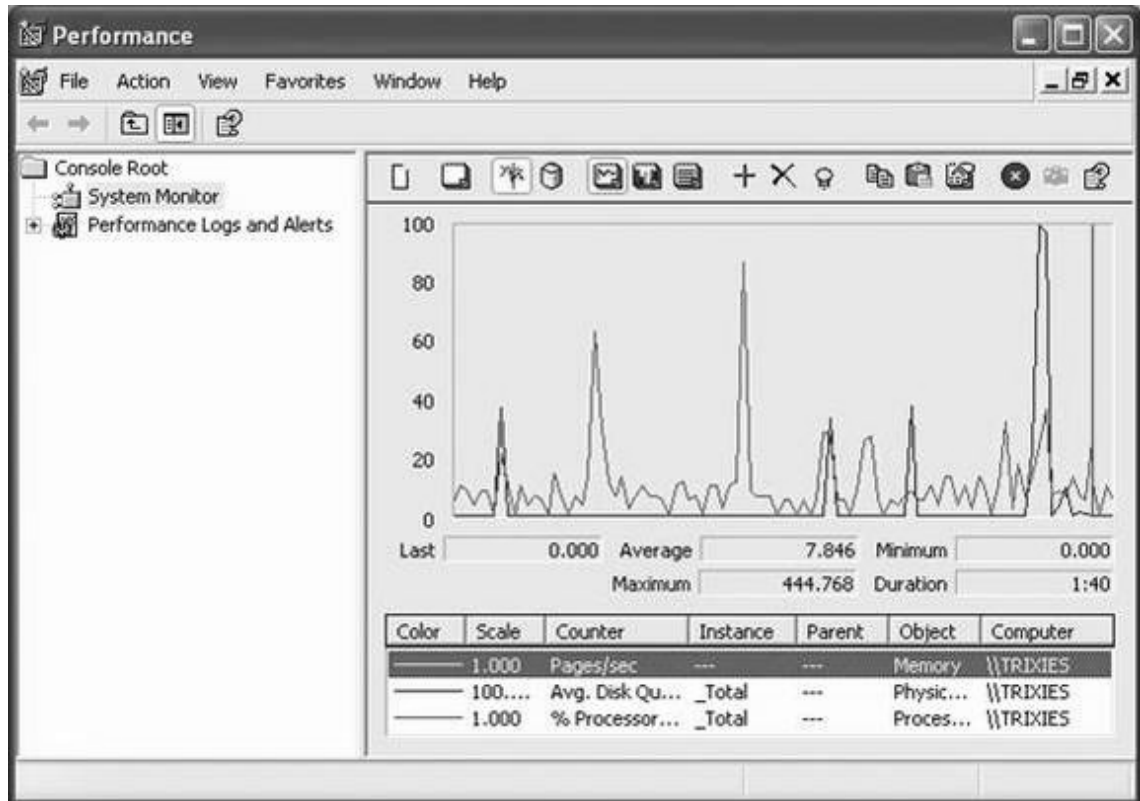 Performance
File Action View Favorites Window Help
Console Root
System Monitor
Performance Logs and Alerts
100
80
60
40
20
0
Last 0.000 Average 7.846 Minimum 0.000
Maximum 444.768 Duration 1:40
Color Scale Counter Instance Parent Object Computer
1.000 Pages/sec --- --- Memory \\TRIXIES
100.... Avg. Disk Qu... _Total --- Physic... \\TRIXIES
1.000 % Processor... _Total --- Proces... \\TRIXIES